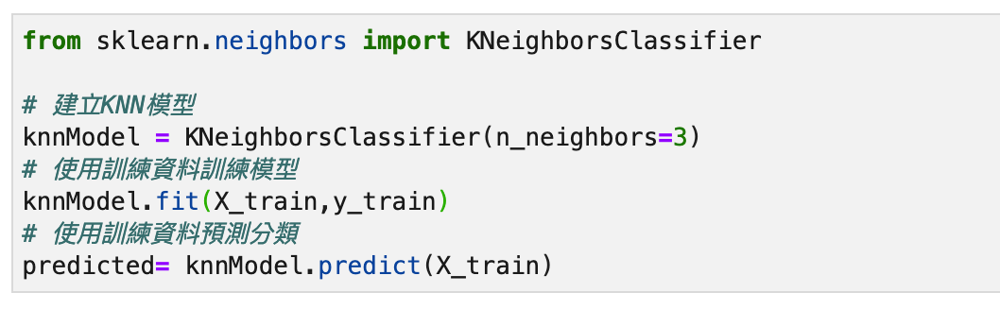 from sklearn.neighbors import KNeighborsClassifier
# 建立KNN模型
knnModel = KNeighborsClassifier(n_neighbors=3)
# 使用訓練資料訓練模型
knnModel.fit(X_train,y_train)
# 使用訓練資料預測分類
predicted= knnModel.predict(X_train)